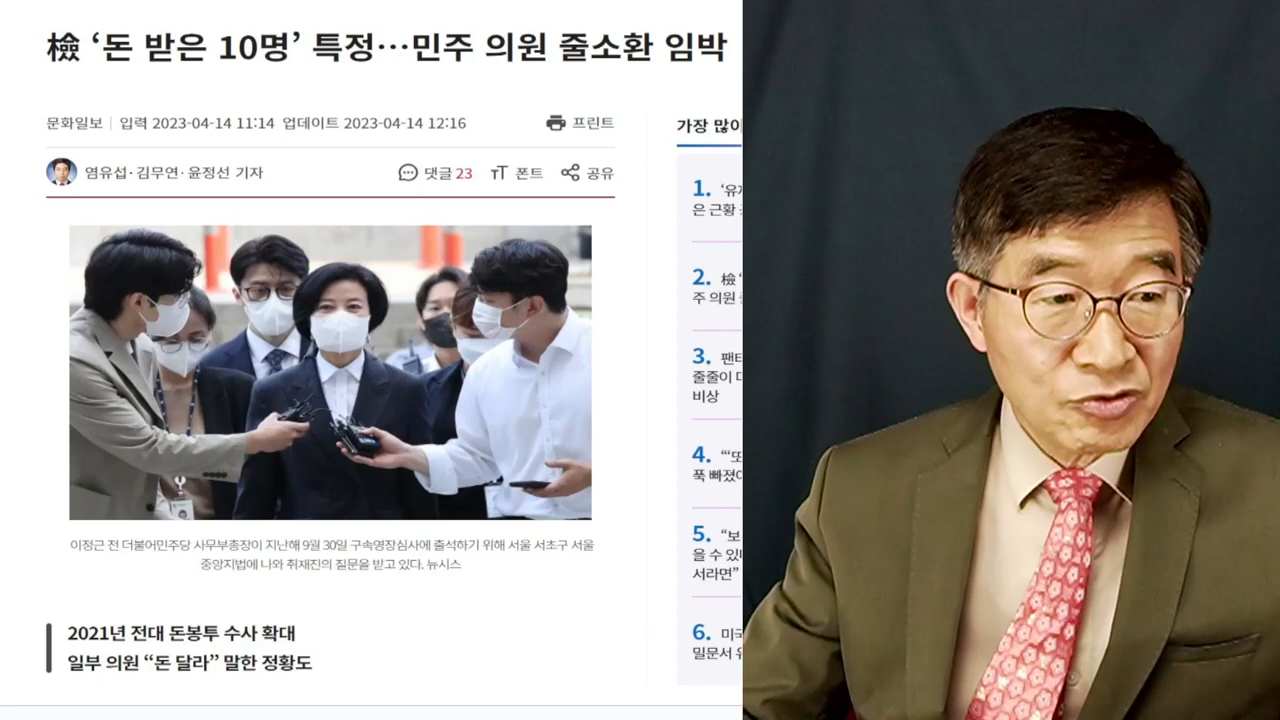 檢 ‘돈 받은 10명’ 특정…민주 의원 줄소환 임박
문화일보 입력 2023-04-14 11:14 업데이트 2023-04-14 12:16
프린트
염유섭·김무연·윤정선 기자
댓글 23 폰트 공유
이정근 전 더불어민주당 사무부총장이 지난해 9월 30일 구속영장심사에 출석하기 위해 서울 서초구 서울
중앙지법에 나와 취재진의 질문을 받고 있다. 뉴시스
2021년 전대 돈봉투 수사 확대
일부 의원 “돈 달라” 말한 정황도
가장 많이
1.
은 근황
2. 檢
주 의원
3.
줄줄이
비상
4. “‘또
푹 빠졌
5. “보
을 수 있
서라면”
6. 미국
밀문서